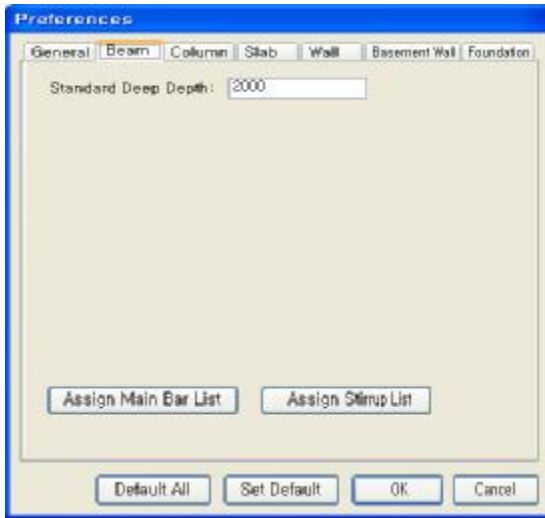 Preferences
General Beam Column Slab Wall Basement Wall Foundation
Standard Deep Depth: 2000
Assign Main Bar List Assign Stirrup List
Default All Set Default OK Cancel